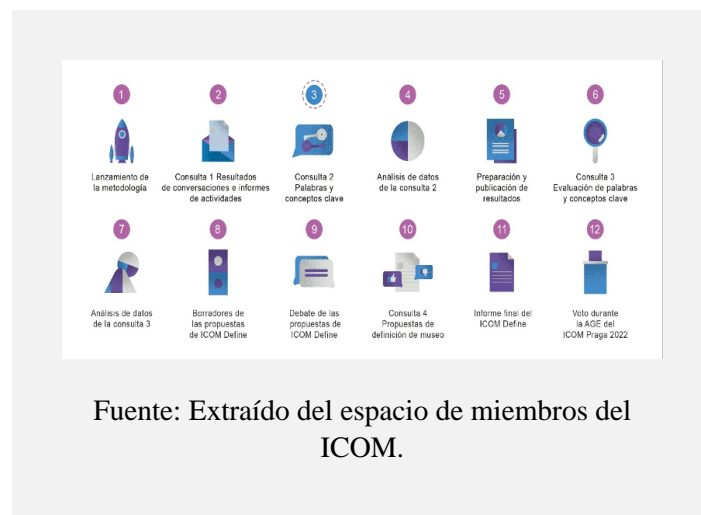 1
2
3
4
5
6
Lanzamiento de
la metodología
Consulta 1 Resultados
de conversaciones e informes
de actividades
Consulta 2
Palabras y
conceptos clave
Análisis de datos
de la consulta 2
Preparación y
publicación de
resultados
Consulta 3
Evaluación de palabras
y conceptos clave
7
8
9
10
11
12
Análisis de datos
de la consulta 3
Borradores de
las propuestas
de ICOM Define
Debate de las
propuestas de
ICOM Define
Consulta 4
Propuestas de
definición de museo
Informe final del
ICOM Define
Voto durante
la AGE del
ICOM Praga 2022
Fuente: Extraído del espacio de miembros del
ICOM.